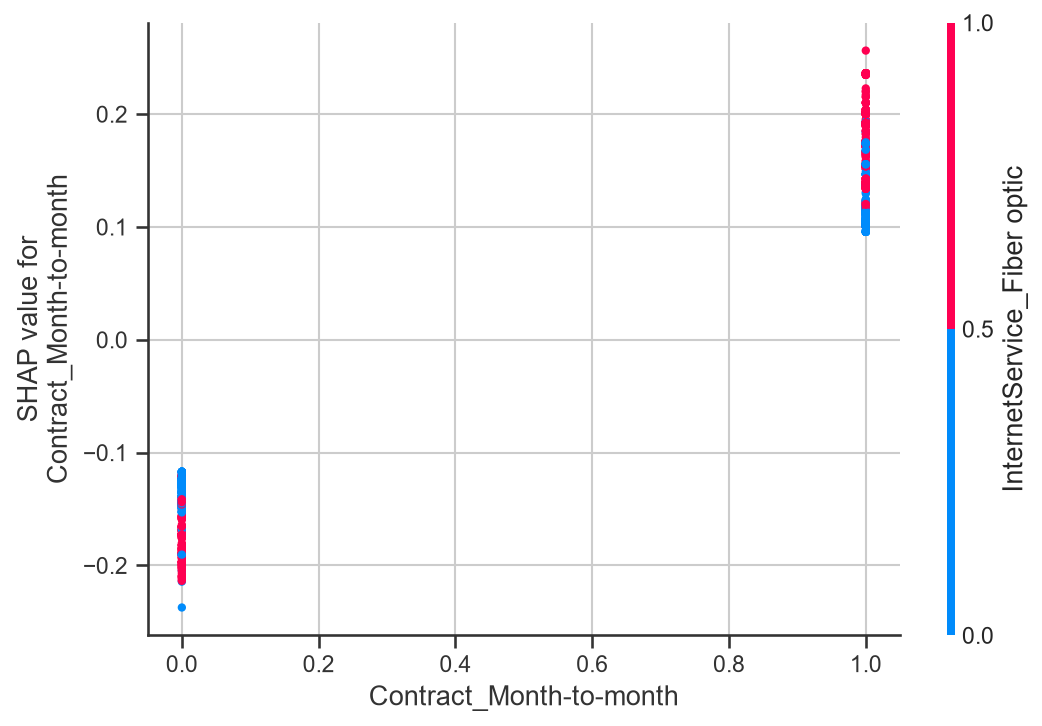 1.0
0.2
0.1
0.0
−0.1
−0.2
SHAP value for
Contract_Month-to-month
0.5
InternetService_Fiber optic
0.0
0.0 0.2 0.4 0.6 0.8 1.0
Contract_Month-to-month